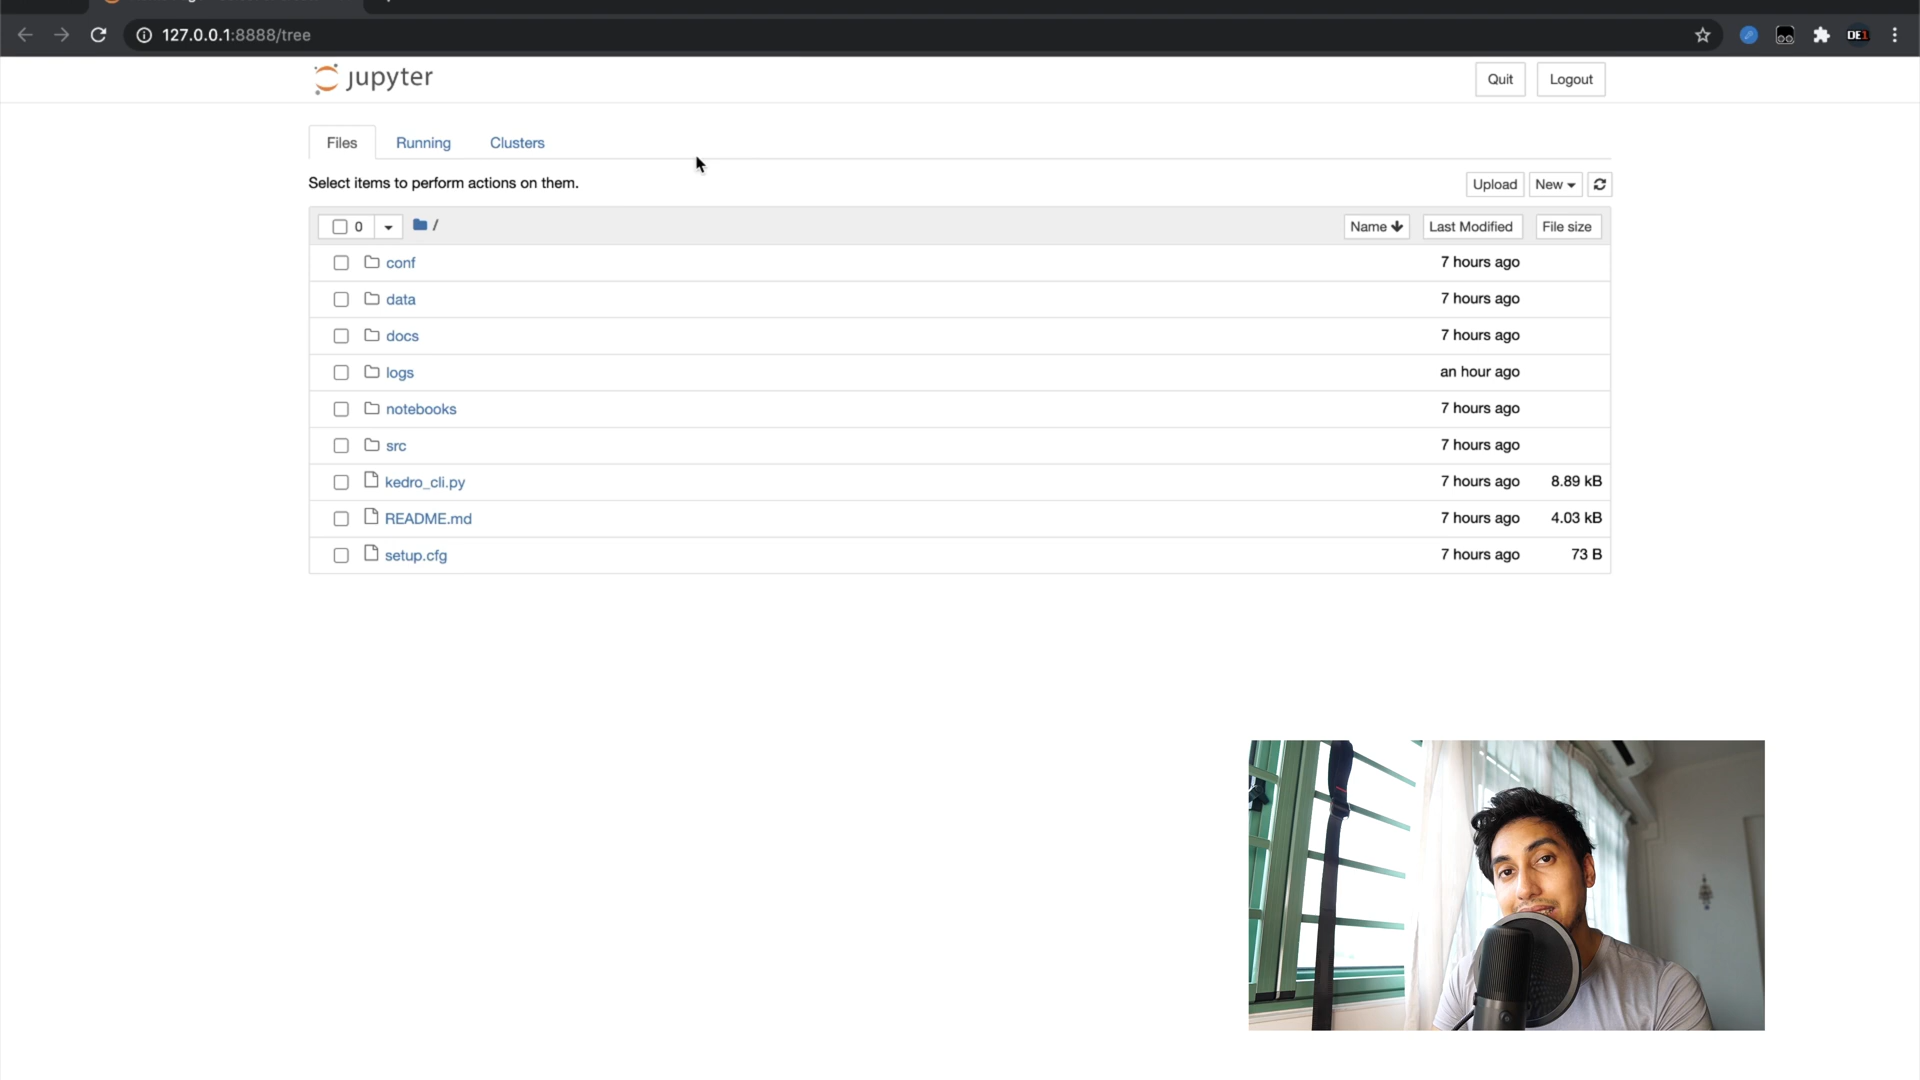 127.0.0.1:8888/tree
DE1
jupyter
Quit
Logout
Files
Running
Clusters
Select items to perform actions on them.
Upload
New
0
/
Name
Last Modified
File size
conf
7 hours ago
data
7 hours ago
docs
7 hours ago
logs
an hour ago
notebooks
7 hours ago
src
7 hours ago
kedro_cli.py
7 hours ago
8.89 kB
README.md
7 hours ago
4.03 kB
setup.cfg
7 hours ago
73 B